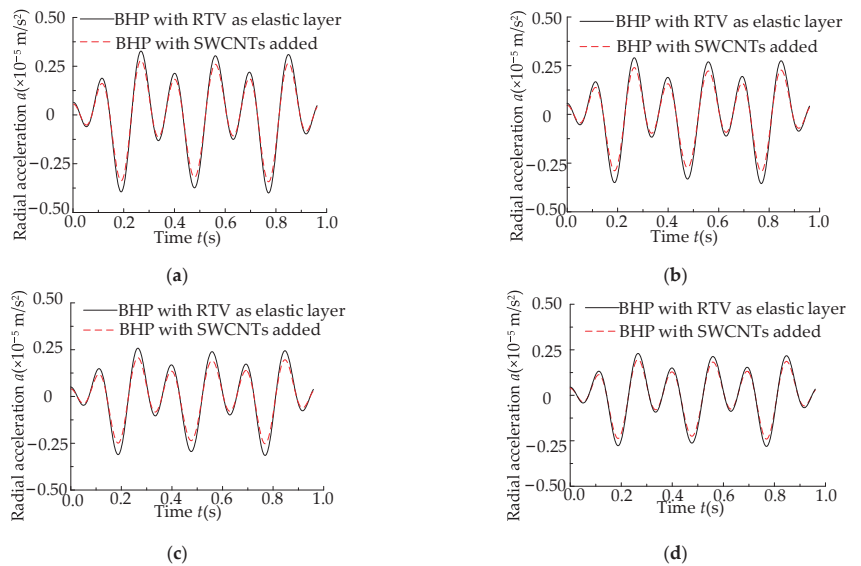 0.50
BHP with RTV as elastic layer
BHP with SWCNTs added
0.25
0
−0.25
−0.50
0.0 0.2 0.4 0.6 0.8 1.0
Time t(s)
Radial acceleration a(×10⁻⁵ m/s²)
(a)
0.50
BHP with RTV as elastic layer
BHP with SWCNTs added
0.25
0
−0.25
−0.50
0.0 0.2 0.4 0.6 0.8 1.0
Time t(s)
Radial acceleration a(×10⁻⁵ m/s²)
(b)
0.50
BHP with RTV as elastic layer
BHP with SWCNTs added
0.25
0
−0.25
−0.50
0.0 0.2 0.4 0.6 0.8 1.0
Time t(s)
Radial acceleration a(×10⁻⁵ m/s²)
(c)
0.50
BHP with RTV as elastic layer
BHP with SWCNTs added
0.25
0
−0.25
−0.50
0.0 0.2 0.4 0.6 0.8 1.0
Time t(s)
Radial acceleration a(×10⁻⁵ m/s²)
(d)